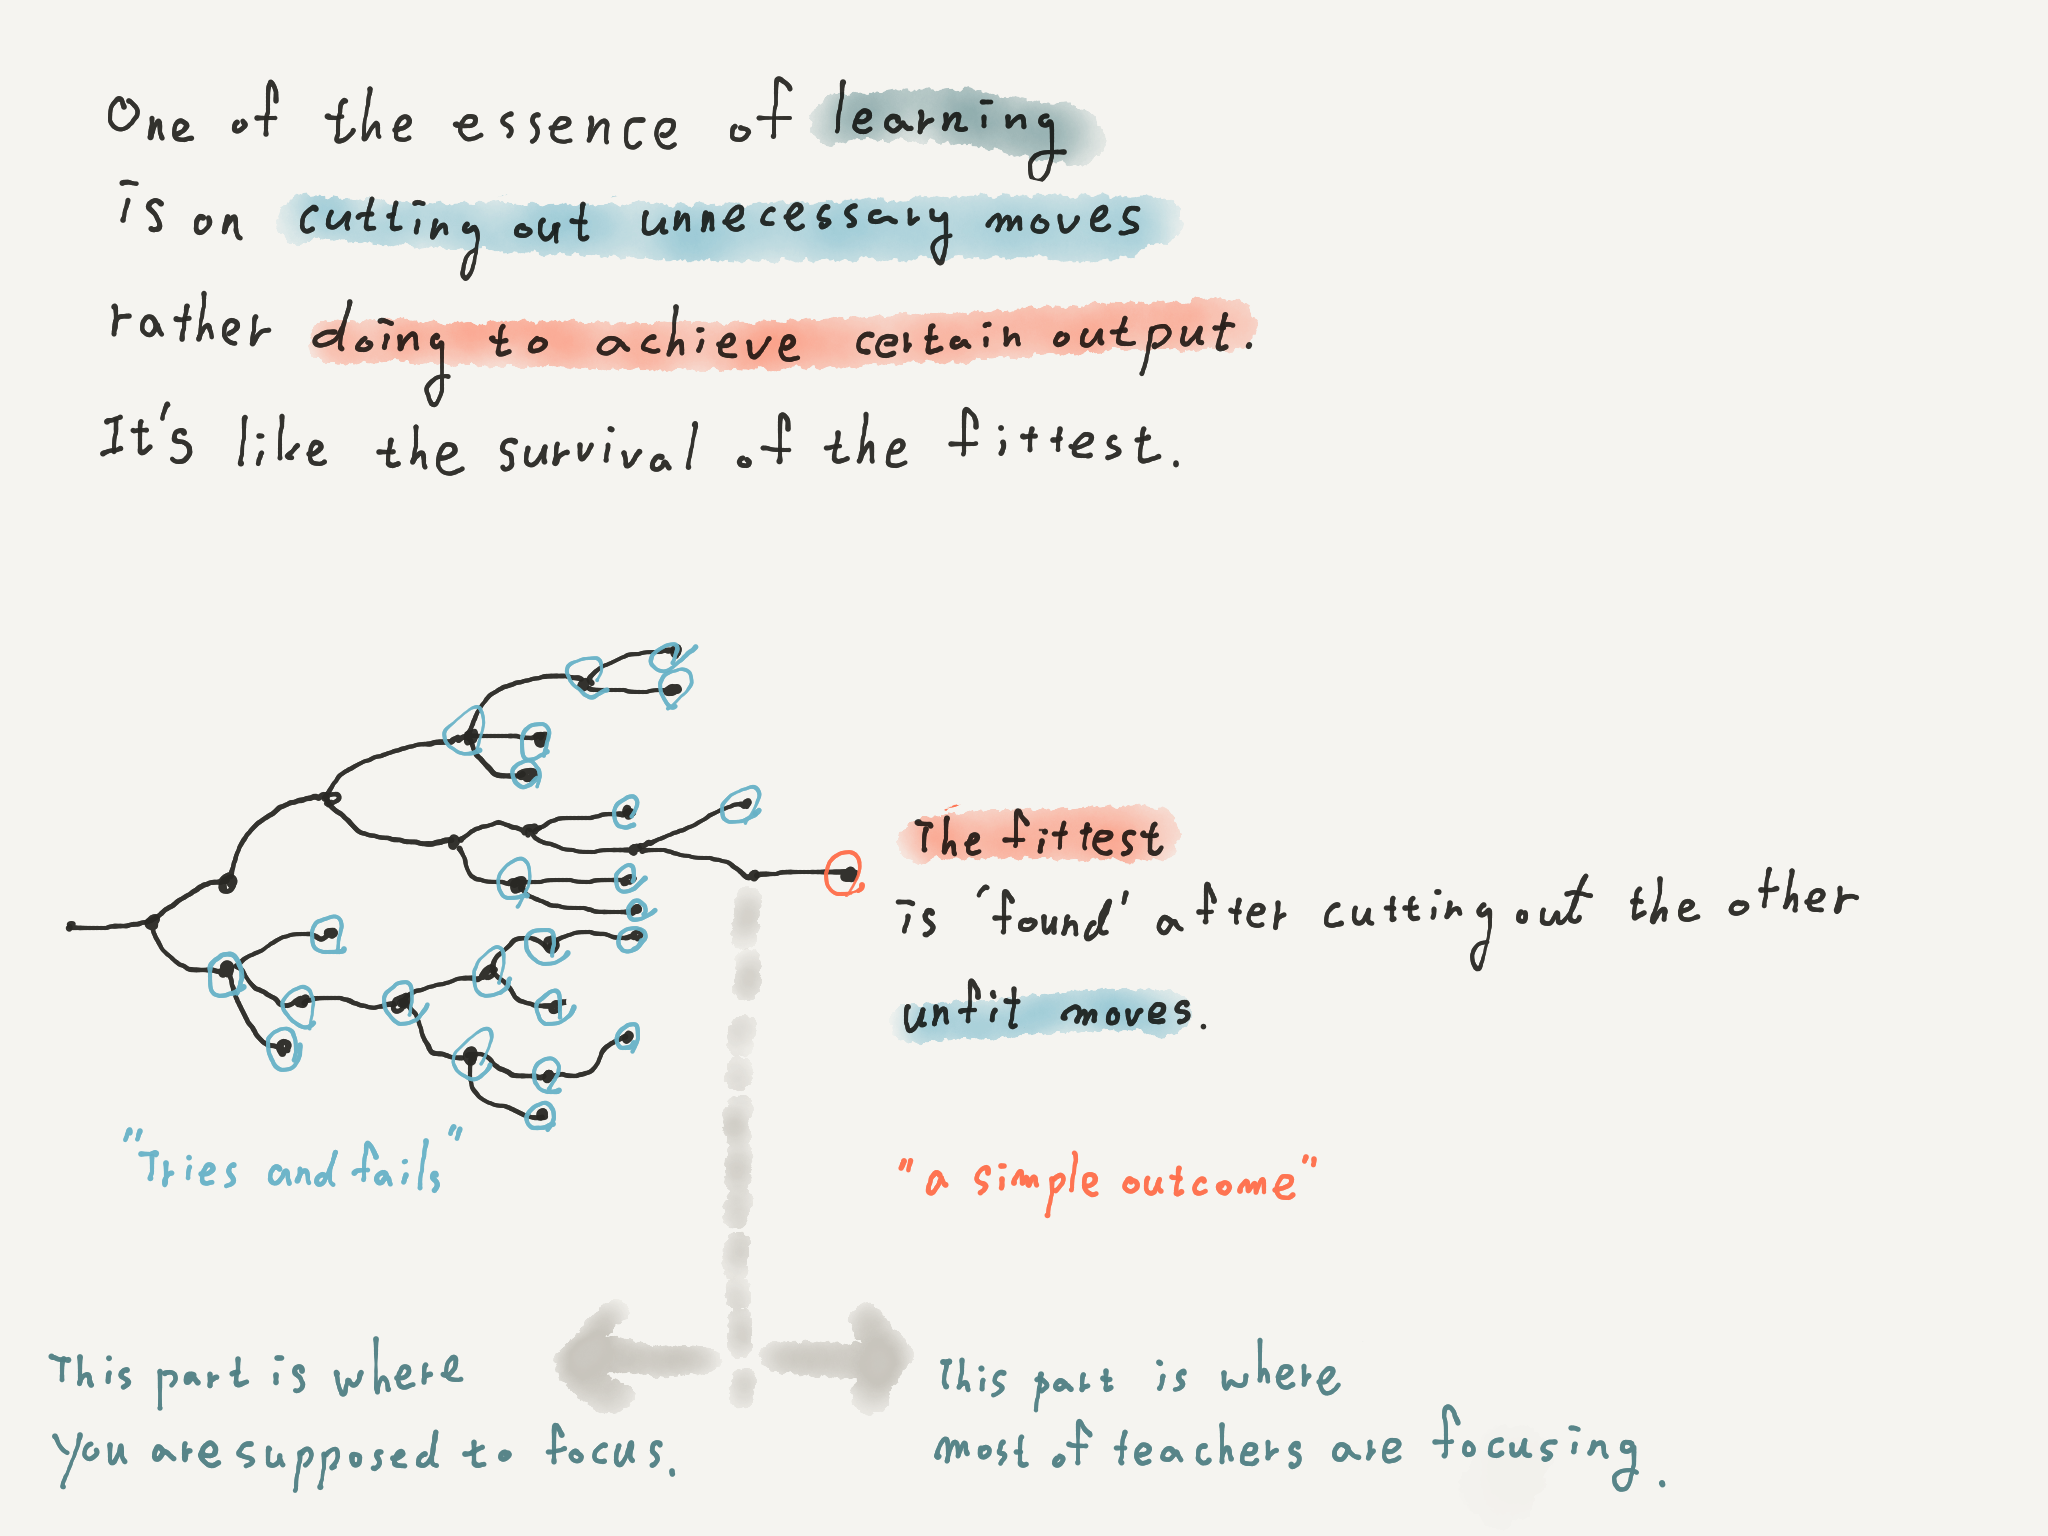 One of the essence of learning
is on cutting out unnecessary moves
rather doing to achieve certain output.
It's like the survival of the fittest.
The fittest
is 'found' after cutting out the other
unfit moves.
"Tries and fails"
"a simple outcome"
This part is where
you are supposed to focus.
This part is where
most of teachers are focusing.